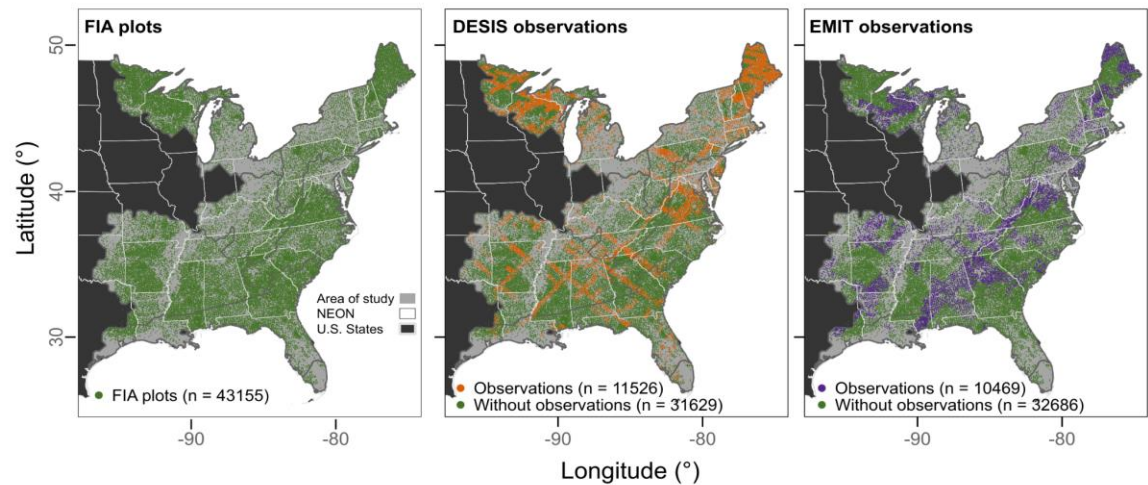 FIA plots
DESIS observations
EMIT observations
50
40
30
Latitude (°)
Area of study
NEON
U.S. States
FIA plots (n = 43155)
Observations (n = 11526)
Without observations (n = 31629)
Observations (n = 10469)
Without observations (n = 32686)
-90
-80
-90
-80
-90
-80
Longitude (°)